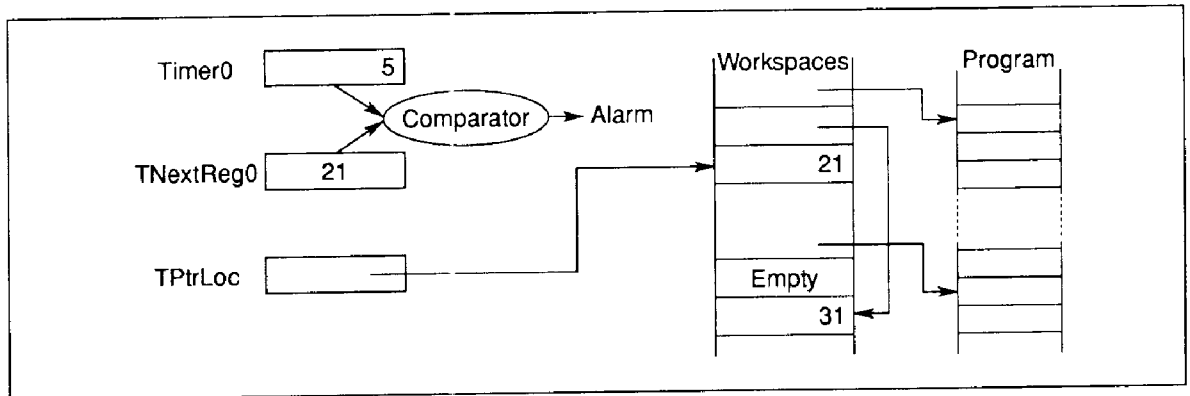 Timer0
5
Comparator
Alarm
TNextReg0
21
TPtrLoc
Workspaces
21
Empty
31
Program